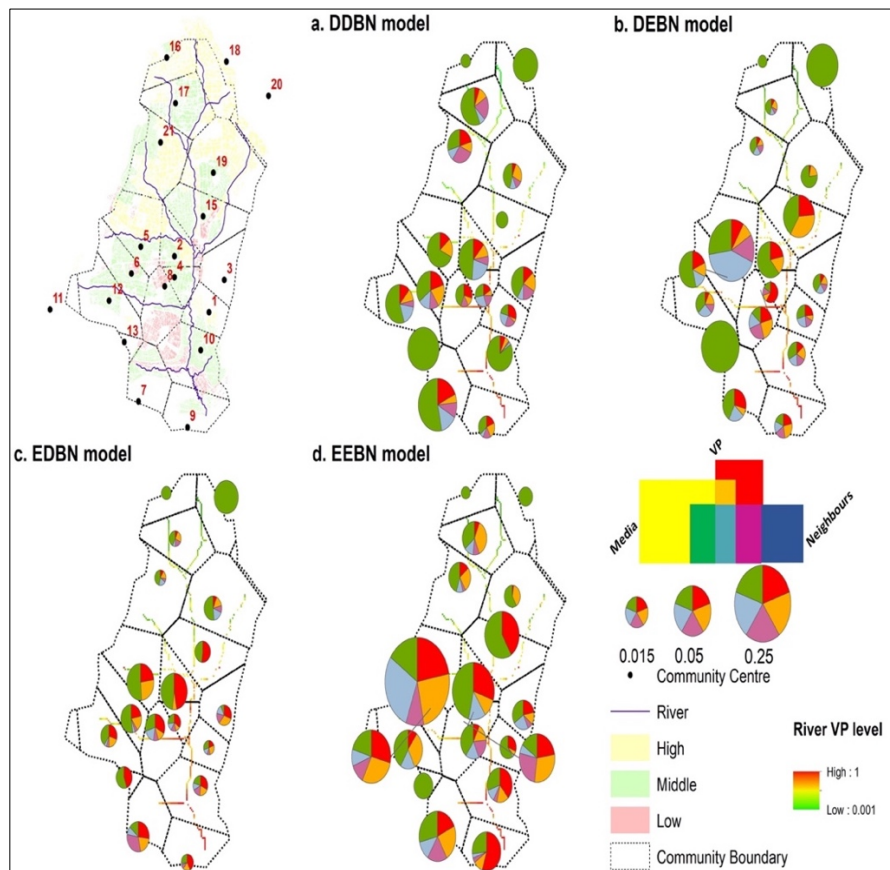 a. DDBN model
b. DEBN model
16
18
20
17
21
19
15
5
2
6
4
8
3
11
12
1
13
10
7
9
c. EDBN model
d. EEBN model
VP
Media
Neighbours
0.015
0.05
0.25
Community Centre
River
High
Middle
Low
Community Boundary
River VP level
High : 1
Low : 0.001